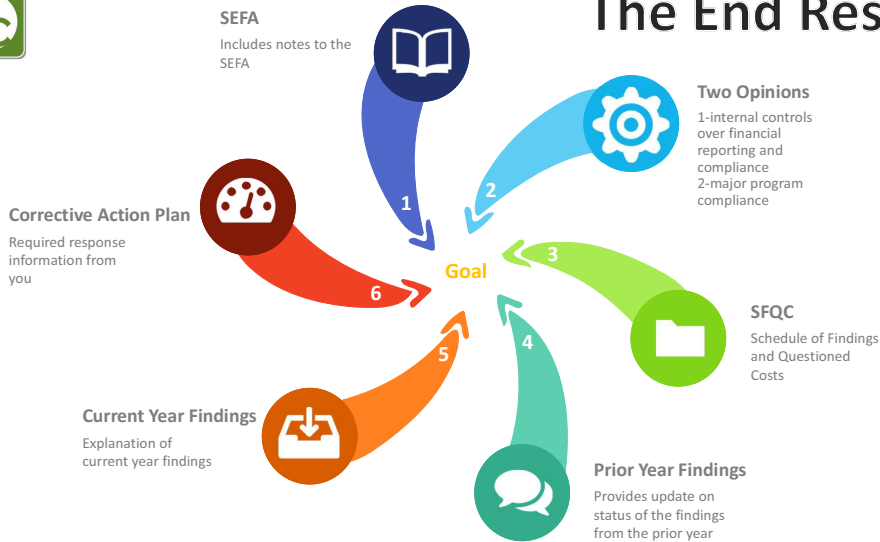 The End Res
SEFA
Includes notes to the
SEFA
1
Two Opinions
1-internal controls
over financial
reporting and
compliance
2-major program
compliance
2
3
SFQC
Schedule of Findings
and Questioned
Costs
4
Prior Year Findings
Provides update on
status of the findings
from the prior year
5
Current Year Findings
Explanation of
current year findings
6
Corrective Action Plan
Required response
information from
you
Goal